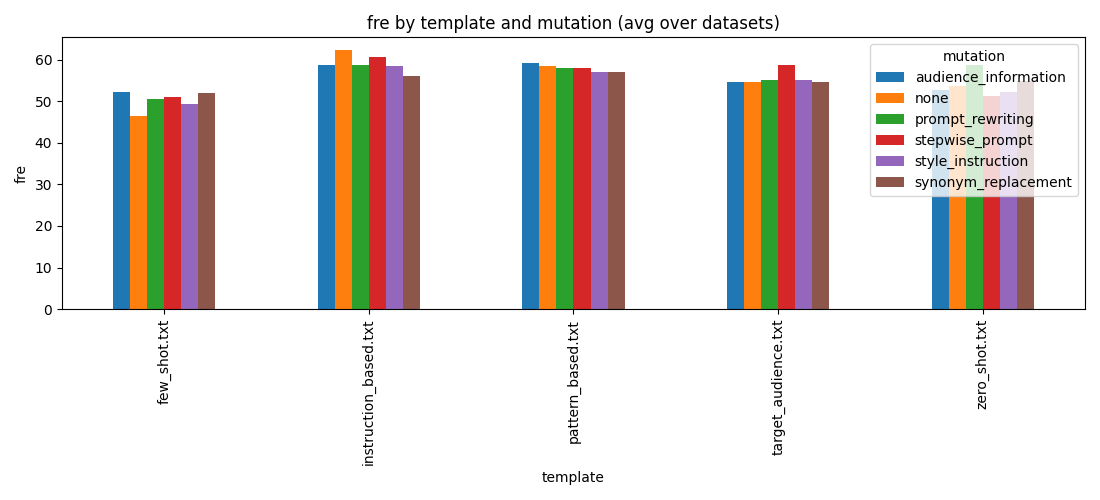 fre by template and mutation (avg over datasets)
fre
60
50
40
30
20
10
0
mutation
audience_information
none
prompt_rewriting
stepwise_prompt
style_instruction
synonym_replacement
few_shot.txt
instruction_based.txt
pattern_based.txt
target_audience.txt
zero_shot.txt
template